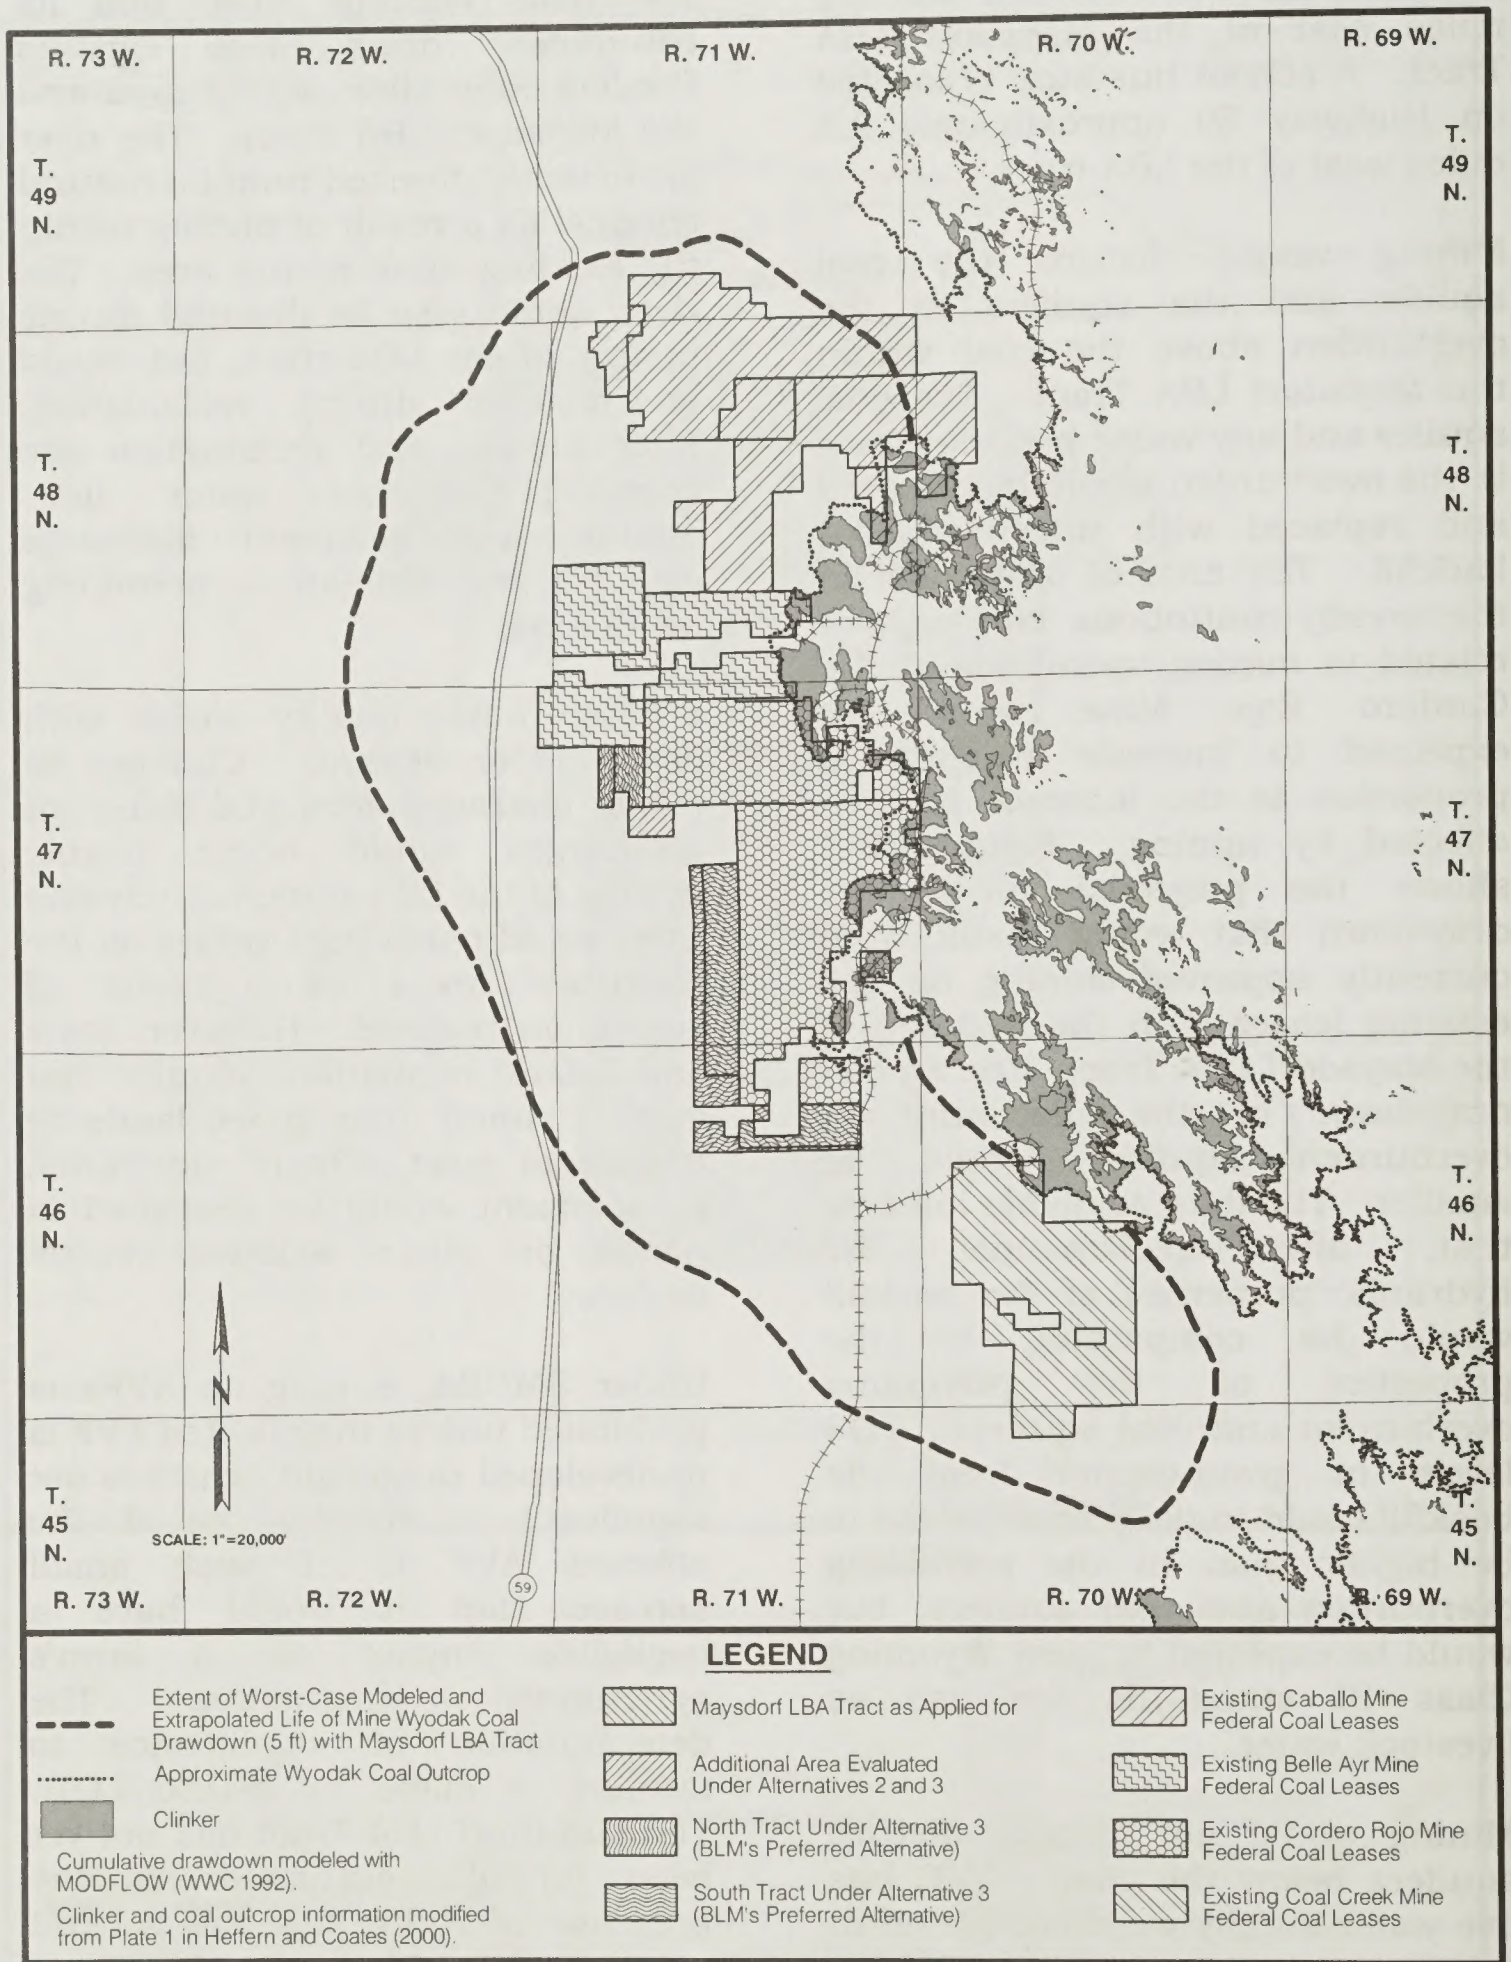 R. 73 W.
R. 72 W.
R. 71 W.
R. 70 W.
R. 69 W.
T.
49
N.
T.
49
N.
T.
48
N.
T.
48
N.
T.
47
N.
T.
47
N.
T.
46
N.
T.
46
N.
N
T.
45
N.
T.
45
N.
SCALE: 1"=20,000'
59
R. 73 W.
R. 72 W.
R. 71 W.
R. 70 W.
R. 69 W.
LEGEND
Extent of Worst-Case Modeled and
Extrapolated Life of Mine Wyodak Coal
Drawdown (5 ft) with Maysdorf LBA Tract
Approximate Wyodak Coal Outcrop
Clinker
Cumulative drawdown modeled with
MODFLOW (WWC 1992).
Clinker and coal outcrop information modified
from Plate 1 in Heffern and Coates (2000).
Maysdorf LBA Tract as Applied for
Additional Area Evaluated
Under Alternatives 2 and 3
North Tract Under Alternative 3
(BLM's Preferred Alternative)
South Tract Under Alternative 3
(BLM's Preferred Alternative)
Existing Caballo Mine
Federal Coal Leases
Existing Belle Ayr Mine
Federal Coal Leases
Existing Cordero Rojo Mine
Federal Coal Leases
Existing Coal Creek Mine
Federal Coal Leases